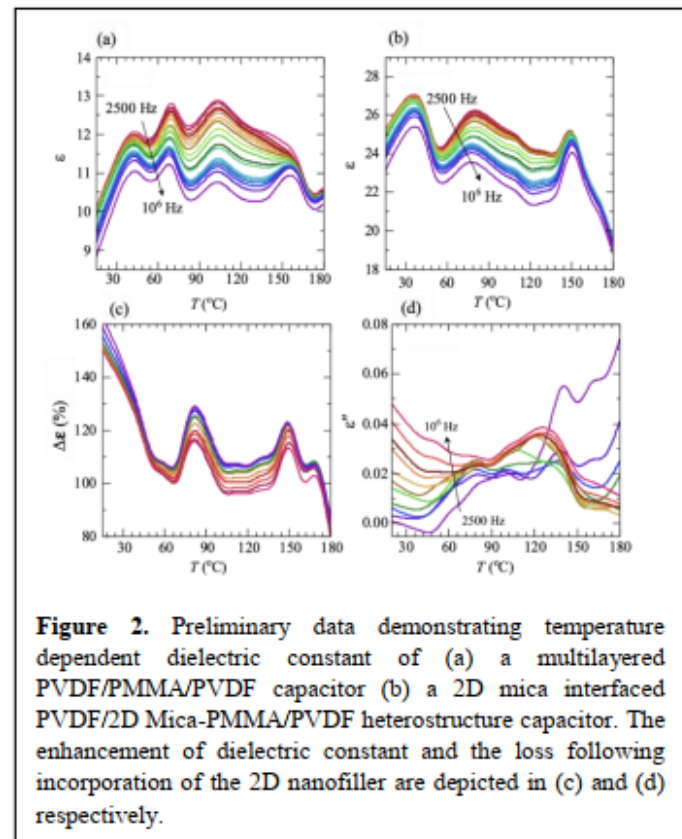 (a)
14
13
12
11
10
9
ε
2500 Hz
10⁶ Hz
30 60 90 120 150 180
T (°C)
(b)
28
26
24
22
20
18
ε
2500 Hz
10⁶ Hz
30 60 90 120 150 180
T (°C)
(c)
160
140
120
100
80
Δε (%)
30 60 90 120 150 180
T (°C)
(d)
0.08
0.06
0.04
0.02
0.00
ε″
10⁶ Hz
2500 Hz
30 60 90 120 150 180
T (°C)
Figure 2. Preliminary data demonstrating temperature
dependent dielectric constant of (a) a multilayered
PVDF/PMMA/PVDF capacitor (b) a 2D mica interfaced
PVDF/2D Mica-PMMA/PVDF heterostructure capacitor. The
enhancement of dielectric constant and the loss following
incorporation of the 2D nanofiller are depicted in (c) and (d)
respectively.